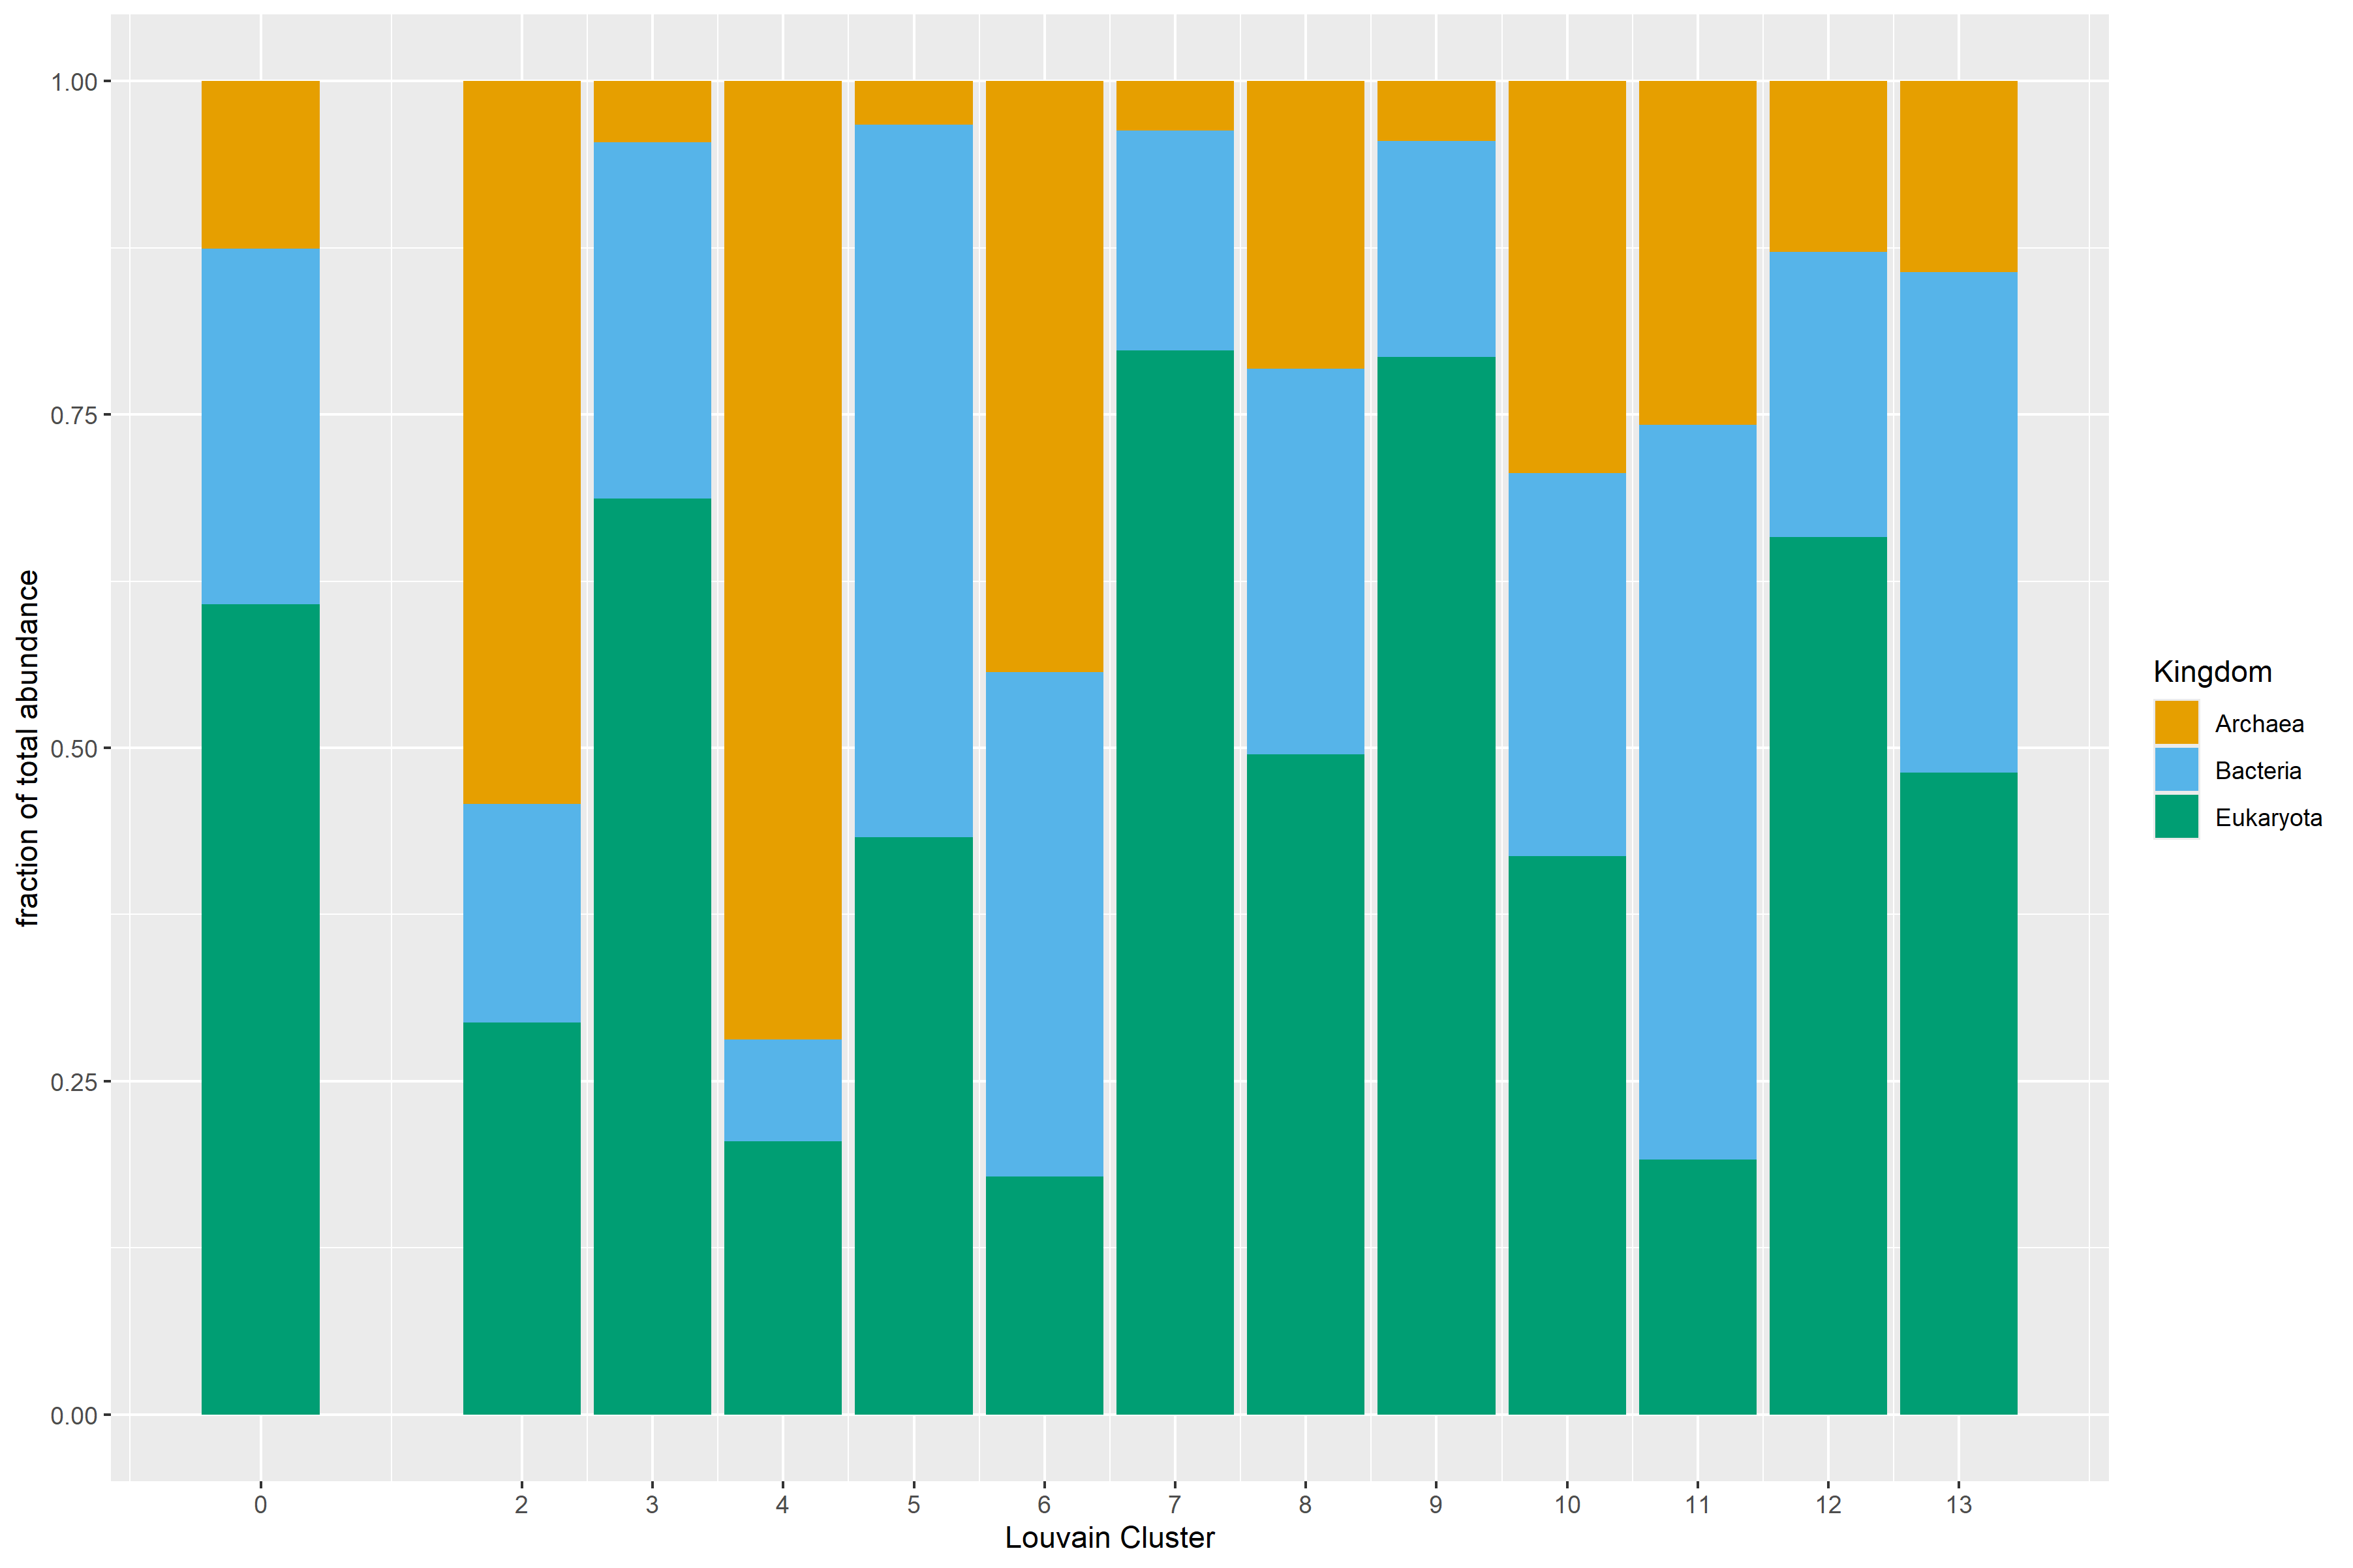 fraction of total abundance
1.00
0.75
0.50
0.25
0.00
0 2 3 4 5 6 7 8 9 10 11 12 13
Louvain Cluster
Kingdom
Archaea
Bacteria
Eukaryota